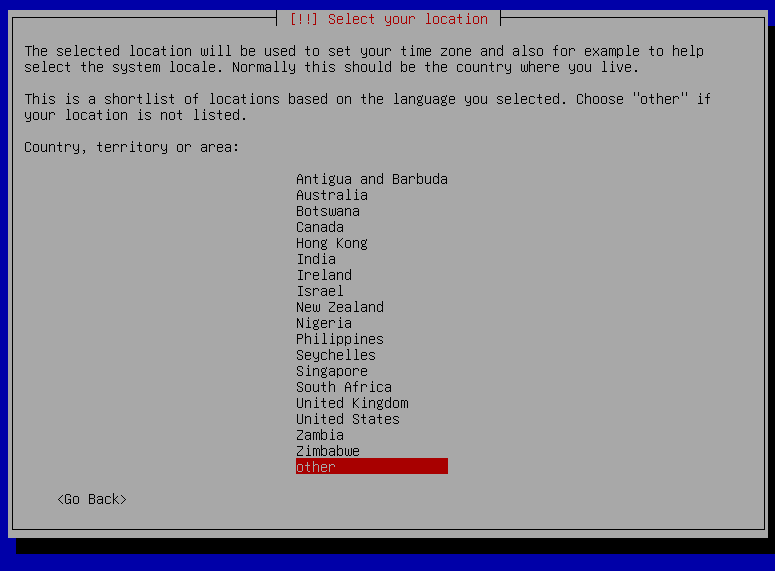 [!!] Select your location
The selected location will be used to set your time zone and also for example to help
select the system locale. Normally this should be the country where you live.
This is a shortlist of locations based on the language you selected. Choose "other" if
your location is not listed.
Country, territory or area:
Antigua and Barbuda
Australia
Botswana
Canada
Hong Kong
India
Ireland
Israel
New Zealand
Nigeria
Philippines
Seychelles
Singapore
South Africa
United Kingdom
United States
Zambia
Zimbabwe
other
<Go Back>